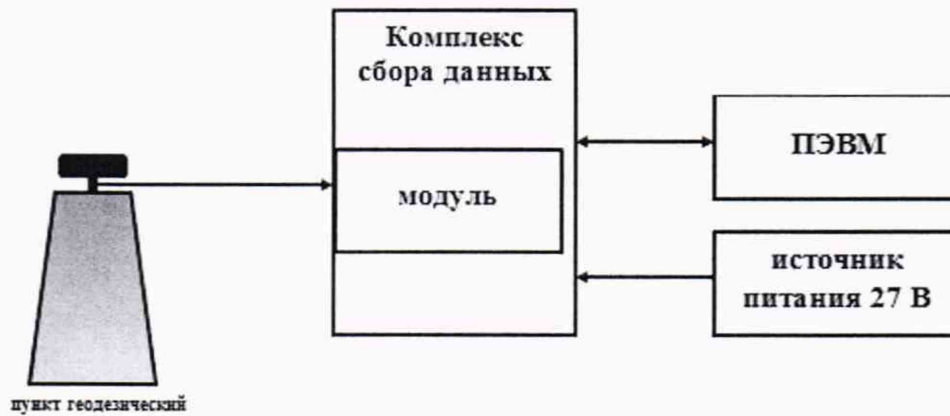 Комплекс
сбора данных
модуль
ПЭВМ
источник
питания 27 В
пункт геодезический